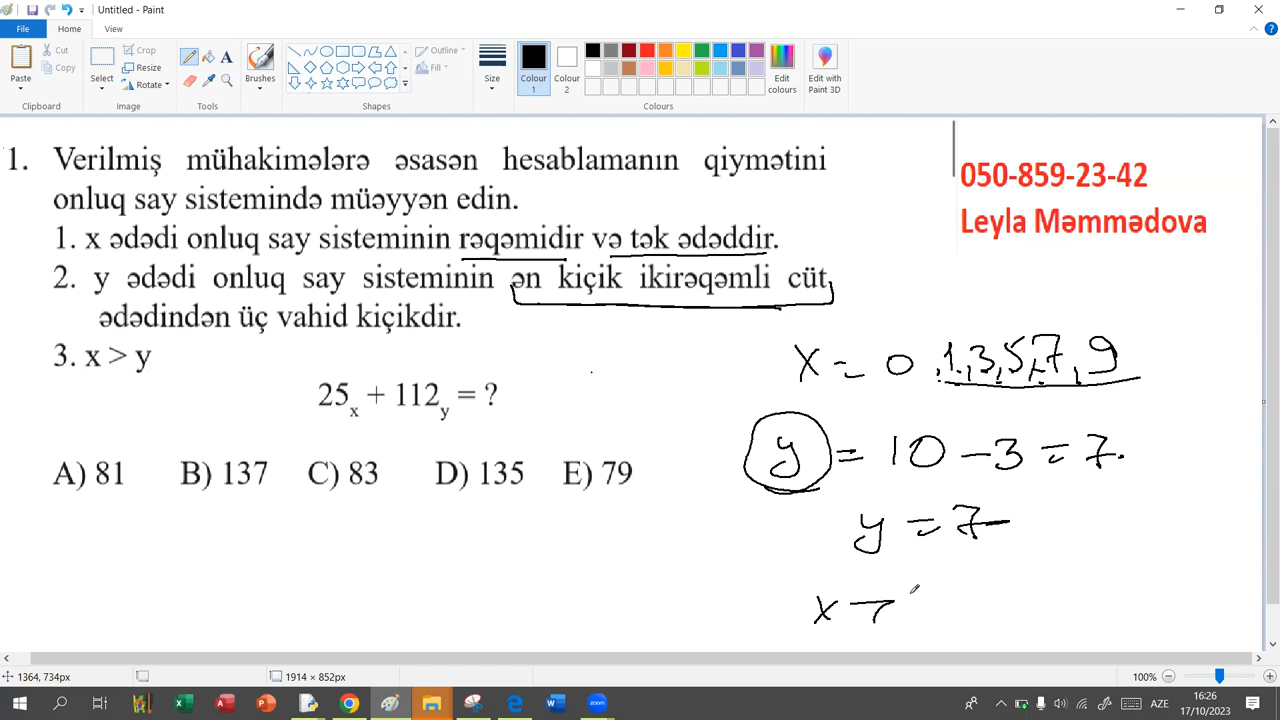 Untitled - Paint
File Home View
Paste Cut Copy Clipboard
Select Crop Resize Rotate Image
Tools
Brushes
Outline Fill Shapes
Size
Colour 1 Colour 2 Edit colours Colours
Edit with Paint 3D
1. Verilmiş mühakimələrə əsasən hesablamanın qiymətini
onluq say sistemində müəyyən edin.
1. x ədədi onluq say sisteminin rəqəmidir və tək ədəddir.
2. y ədədi onluq say sisteminin ən kiçik ikirəqəmli cüt
ədədindən üç vahid kiçikdir.
3. x > y
25x + 112y = ?
A) 81 B) 137 C) 83 D) 135 E) 79
050-859-23-42
Leyla Məmmədova
x = 0,1,3,5,7,9
y = 10 - 3 = 7.
y = 7
x
1364, 734px
1914 × 852px
100%
AZE
16:26
17/10/2023